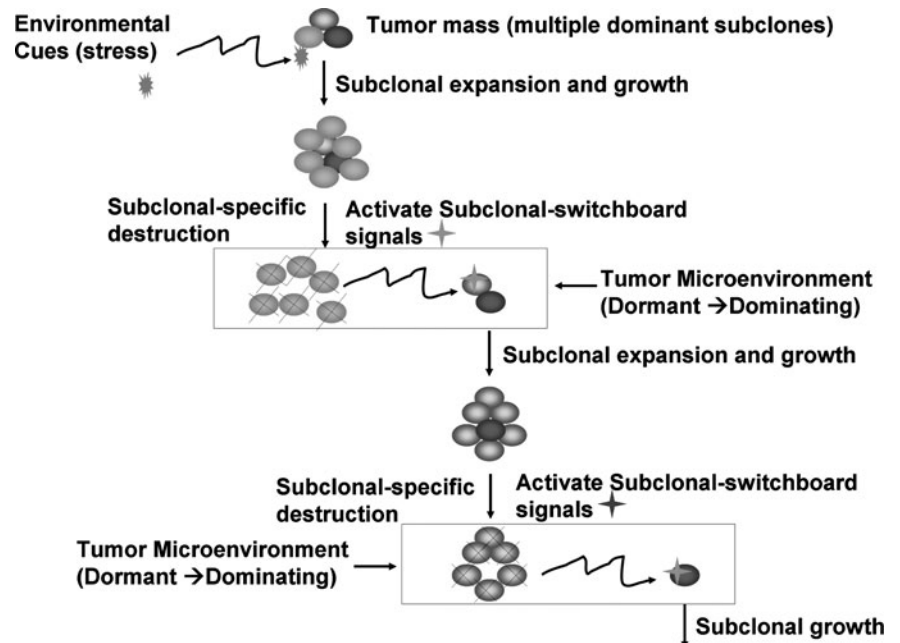 Environmental
Cues (stress)
Tumor mass (multiple dominant subclones)
Subclonal expansion and growth
Subclonal-specific
destruction
Activate Subclonal-switchboard
signals
Tumor Microenvironment
(Dormant →Dominating)
Subclonal expansion and growth
Subclonal-specific
destruction
Activate Subclonal-switchboard
signals
Tumor Microenvironment
(Dormant →Dominating)
Subclonal growth